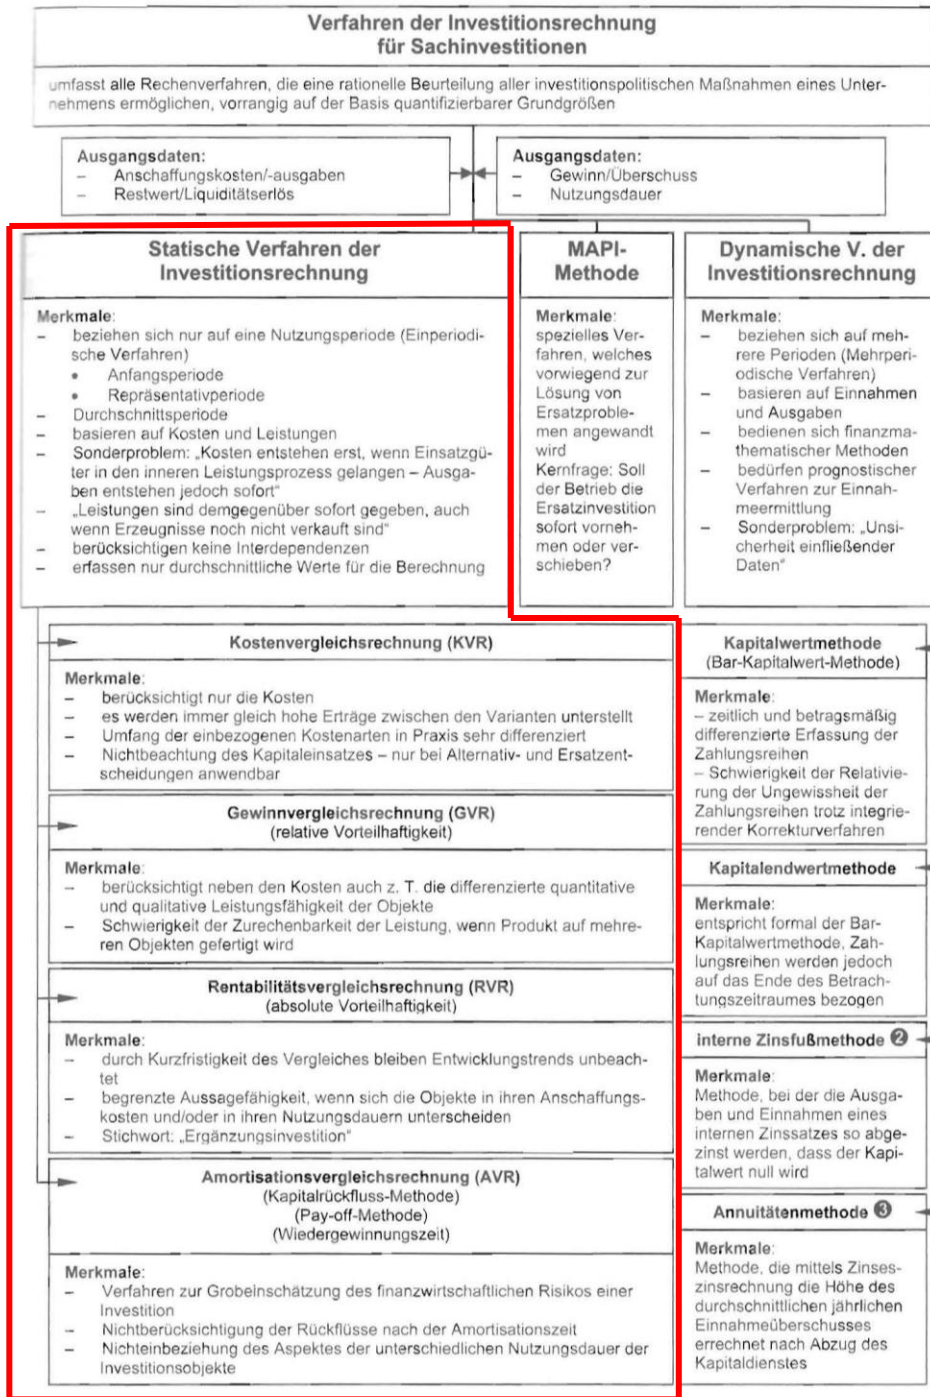 Verfahren der Investitionsrechnung
für Sachinvestitionen
umfasst alle Rechenverfahren, die eine rationelle Beurteilung aller investitionspolitischen Maßnahmen eines Unter-
nehmens ermöglichen, vorrangig auf der Basis quantifizierbarer Grundgrößen
Ausgangsdaten:
– Anschaffungskosten/-ausgaben
– Restwert/Liquiditätserlös
Ausgangsdaten:
– Gewinn/Überschuss
– Nutzungsdauer
Statische Verfahren der
Investitionsrechnung
Merkmale:
– beziehen sich nur auf eine Nutzungsperiode (Einperiodi-
sche Verfahren)
• Anfangsperiode
• Repräsentativperiode
– Durchschnittsperiode
– basieren auf Kosten und Leistungen
– Sonderproblem: „Kosten entstehen erst, wenn Einsatzgü-
ter in den inneren Leistungsprozess gelangen – Ausga-
ben entstehen jedoch sofort“
– „Leistungen sind demgegenüber sofort gegeben, auch
wenn Erzeugnisse noch nicht verkauft sind“
– berücksichtigen keine Interdependenzen
– erfassen nur durchschnittliche Werte für die Berechnung
MAPI-
Methode
Merkmale:
spezielles Ver-
fahren, welches
vorwiegend zur
Lösung von
Ersatzproble-
men angewandt
wird
Kernfrage: Soll
der Betrieb die
Ersatzinvestition
sofort vorneh-
men oder ver-
schieben?
Dynamische V. der
Investitionsrechnung
Merkmale:
– beziehen sich auf meh-
rere Perioden (Mehrperi-
odische Verfahren)
– basieren auf Einnahmen
und Ausgaben
– bedienen sich finanzma-
thematischer Methoden
– bedürfen prognostischer
Verfahren zur Einnah-
meermittlung
– Sonderproblem: „Unsi-
cherheit einfließender
Daten“
Kostenvergleichsrechnung (KVR)
Merkmale:
– berücksichtigt nur die Kosten
– es werden immer gleich hohe Erträge zwischen den Varianten unterstellt
– Umfang der einbezogenen Kostenarten in Praxis sehr differenziert
– Nichtbeachtung des Kapitaleinsatzes – nur bei Alternativ- und Ersatzent-
scheidungen anwendbar
Gewinnvergleichsrechnung (GVR)
(relative Vorteilhaftigkeit)
Merkmale:
– berücksichtigt neben den Kosten auch z. T. die differenzierte quantitative
und qualitative Leistungsfähigkeit der Objekte
– Schwierigkeit der Zurechenbarkeit der Leistung, wenn Produkt auf mehre-
ren Objekten gefertigt wird
Rentabilitätsvergleichsrechnung (RVR)
(absolute Vorteilhaftigkeit)
Merkmale:
– durch Kurzfristigkeit des Vergleiches bleiben Entwicklungstrends unbeach-
tet
– begrenzte Aussagefähigkeit, wenn sich die Objekte in ihren Anschaffungs-
kosten und/oder in ihren Nutzungsdauern unterscheiden
– Stichwort: „Ergänzungsinvestition“
Amortisationsvergleichsrechnung (AVR)
(Kapitalrückfluss-Methode)
(Pay-off-Methode)
(Wiedergewinnungszeit)
Merkmale:
– Verfahren zur Grobeinschätzung des finanzwirtschaftlichen Risikos einer
Investition
– Nichtberücksichtigung der Rückflüsse nach der Amortisationszeit
– Nichteinbeziehung des Aspektes der unterschiedlichen Nutzungsdauer der
Investitionsobjekte
Kapitalwertmethode
(Bar-Kapitalwert-Methode)
Merkmale:
– zeitlich und betragsmäßig
differenzierte Erfassung der
Zahlungsreihen
– Schwierigkeit der Relativie-
rung der Ungewissheit der
Zahlungsreihen trotz integrie-
render Korrekturverfahren
Kapitalendwertmethode
Merkmale:
entspricht formal der Bar-
Kapitalwertmethode, Zah-
lungsreihen werden jedoch
auf das Ende des Betrach-
tungszeitraumes bezogen
interne Zinsfußmethode ❷
Merkmale:
Methode, bei der die Ausga-
ben und Einnahmen eines
internen Zinssatzes so abge-
zinst werden, dass der Kapi-
talwert null wird
Annuitätenmethode ❸
Merkmale:
Methode, die mittels Zinses-
zinsrechnung die Höhe des
durchschnittlichen jährlichen
Einnahmeüberschusses
errechnet nach Abzug des
Kapitaldienstes